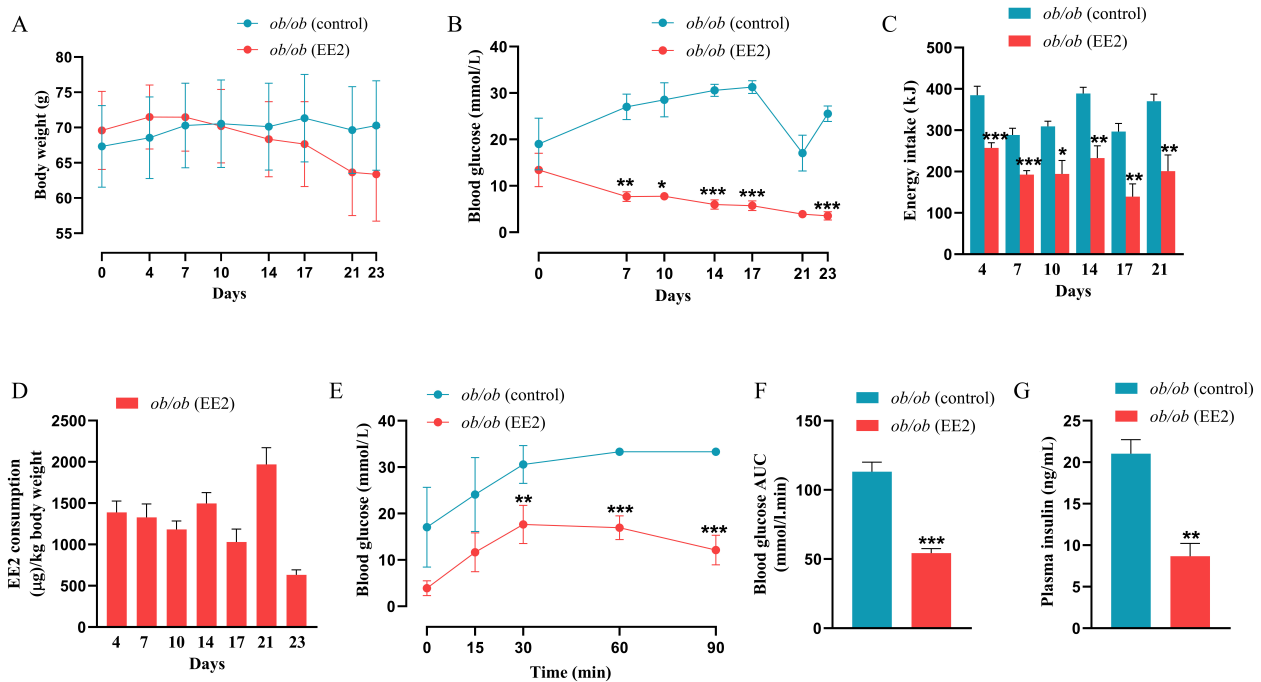 A
ob/ob (control)
ob/ob (EE2)
Body weight (g)
80
75
70
65
60
55
0 4 7 10 14 17 21 23
Days
B
ob/ob (control)
ob/ob (EE2)
Blood glucose (mmol/L)
40
30
20
10
0
** * *** *** ***
0 7 10 14 17 21 23
Days
C
ob/ob (control)
ob/ob (EE2)
Energy intake (kJ)
500
400
300
200
100
0
*** *** * ** ** **
4 7 10 14 17 21
Days
D
ob/ob (EE2)
EE2 consumption
(μg)/kg body weight
2500
2000
1500
1000
500
0
4 7 10 14 17 21 23
Days
E
ob/ob (control)
ob/ob (EE2)
Blood glucose (mmol/L)
40
30
20
10
0
** *** ***
0 15 30 60 90
Time (min)
F
ob/ob (control)
ob/ob (EE2)
Blood glucose AUC
(mmol/l.min)
150
100
50
0
***
G
ob/ob (control)
ob/ob (EE2)
Plasma insulin (ng/mL)
25
20
15
10
5
0
**